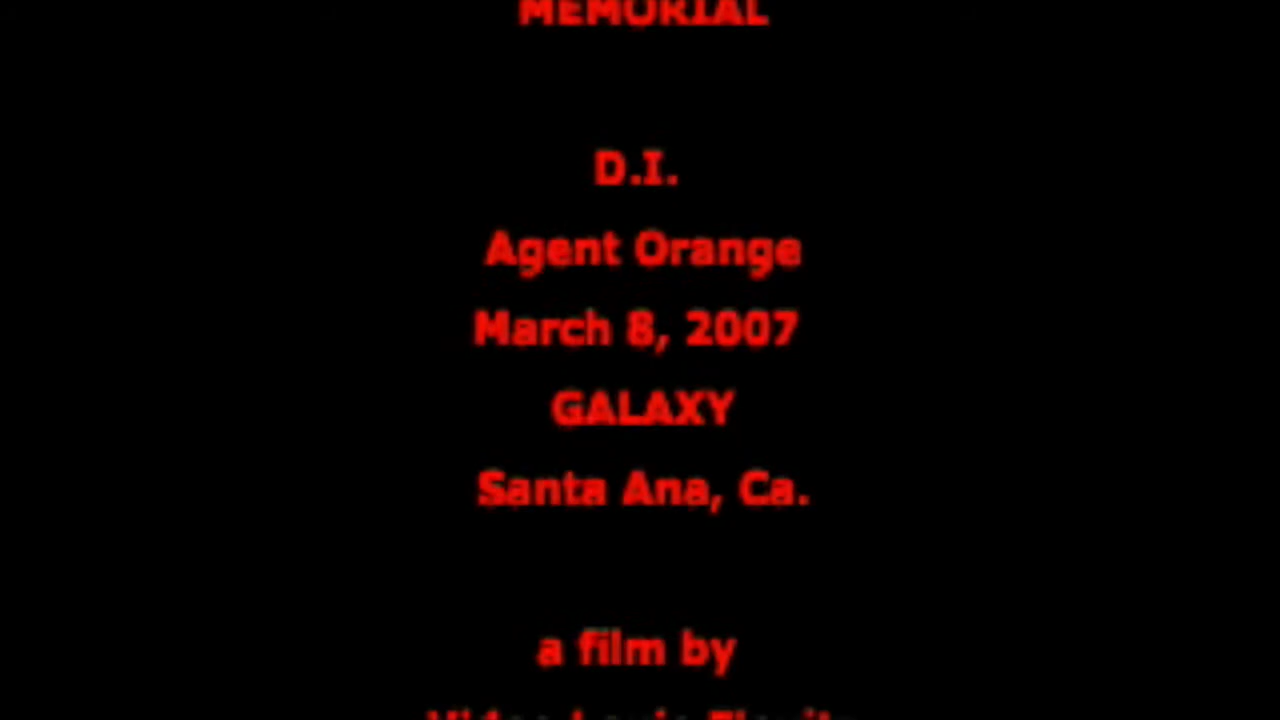 MEMORIAL
D.I.
Agent Orange
March 8, 2007
GALAXY
Santa Ana, Ca.
a film by